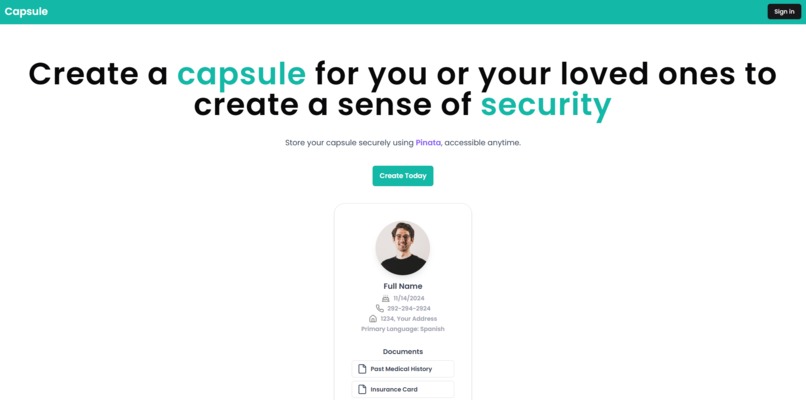 Capsule
Sign in
Create a capsule for you or your loved ones to
create a sense of security
Store your capsule securely using Pinata, accessible anytime.
Create Today
Full Name
11/14/2024
292-294-2924
1234, Your Address
Primary Language: Spanish
Documents
Past Medical History
Insurance Card